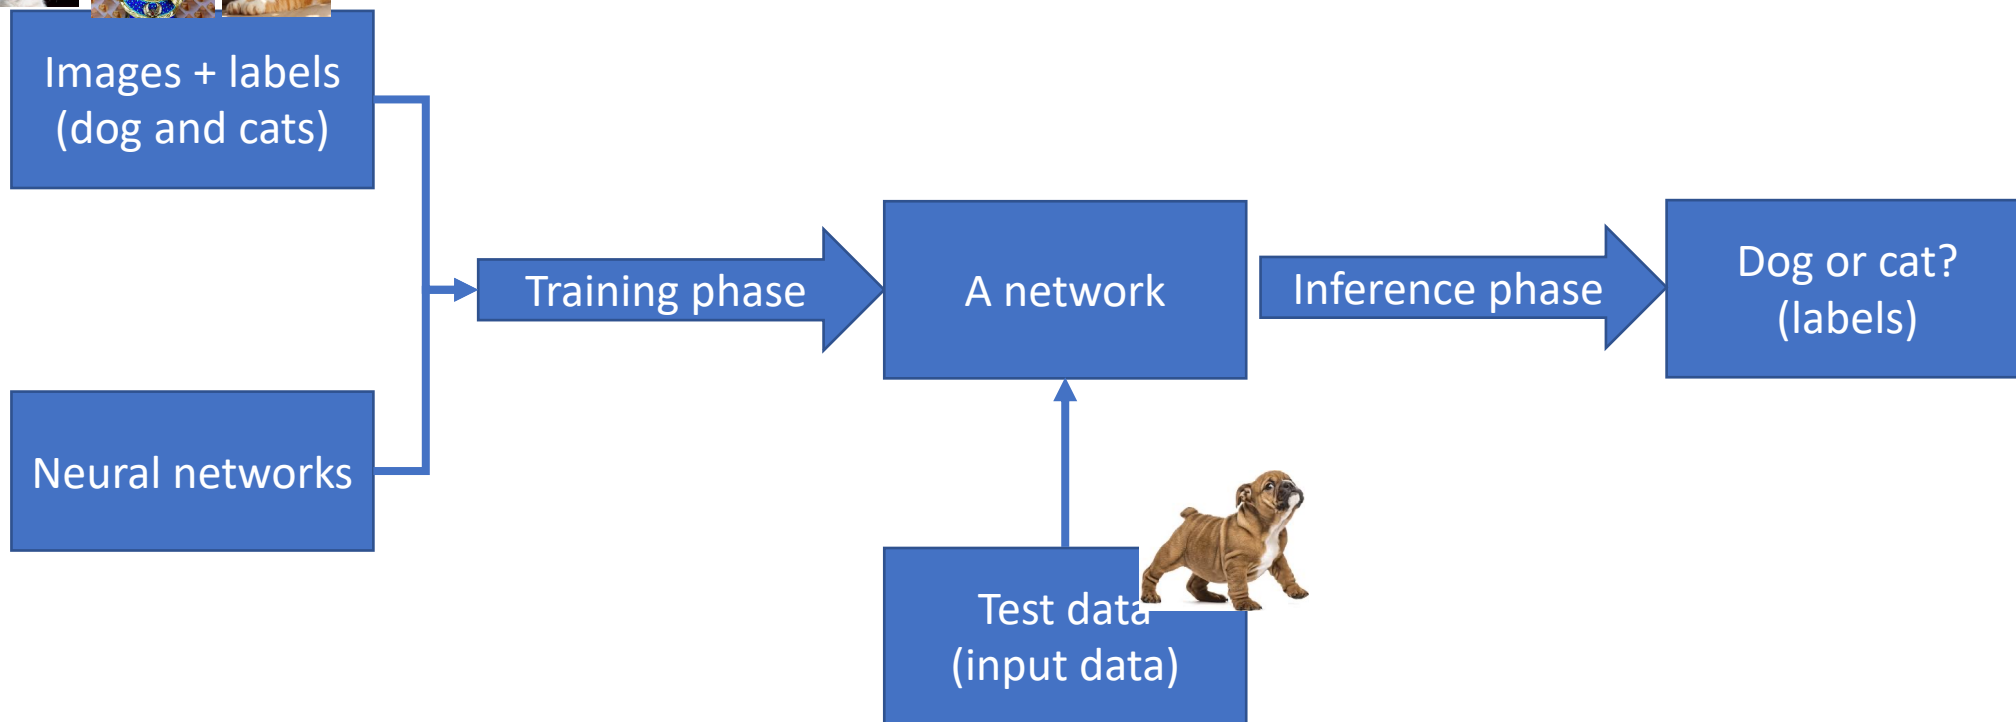 Images + labels
(dog and cats)
Neural networks
Training phase
A network
Test data
(input data)
Inference phase
Dog or cat?
(labels)